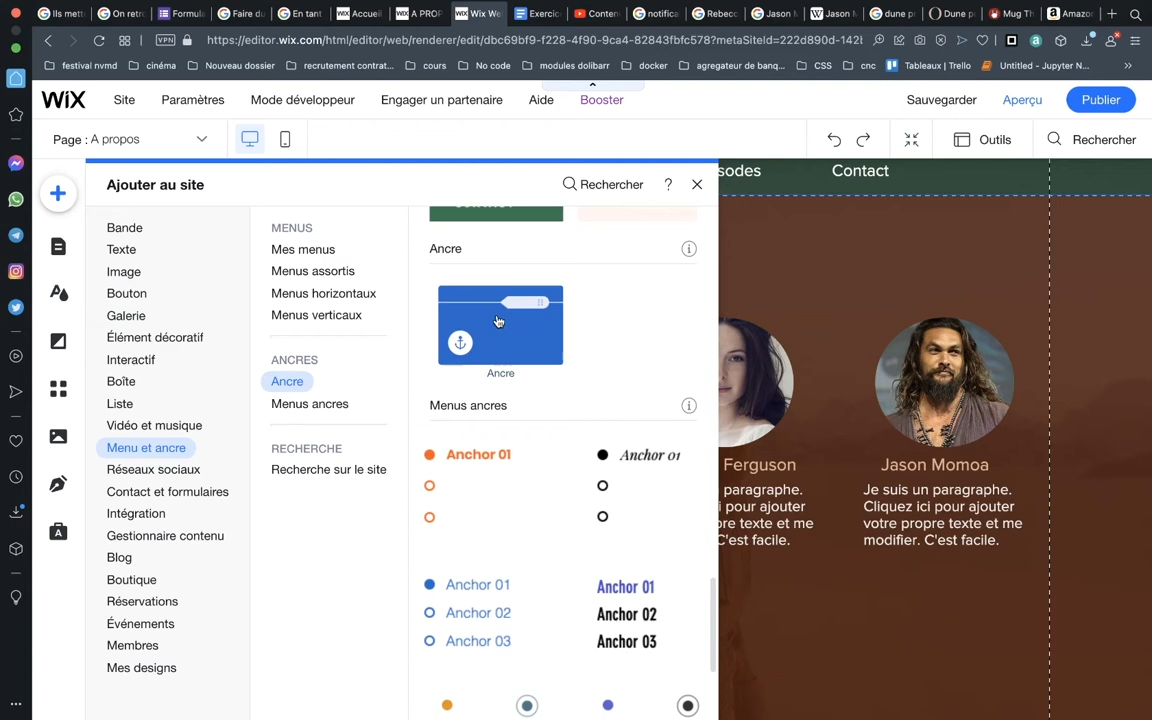 Ils mett
On retr
Formula
Faire du
En tant
WIX Accueil
WIX A PROP
WIX Wix We
Exercic
Conten
notifica
Rebecc
Jason M
Jason M
dune p
Dune p
Mug Th
Amazon
VPN https://editor.wix.com/html/editor/web/renderer/edit/dbc69bf9-f228-4f90-9ca4-82843fbfc578?metaSiteId=222d890d-142b
festival nvmd
cinéma
Nouveau dossier
recrutement contrat...
cours
No code
modules dolibarr
docker
agregateur de banq...
CSS
cnc
Tableaux | Trello
Untitled - Jupyter N...
»
WiX
Site
Paramètres
Mode développeur
Engager un partenaire
Aide
Booster
Sauvegarder
Aperçu
Publier
Page : A propos
Outils
Rechercher
Ajouter au site
Rechercher
?
Bande
Texte
Image
Bouton
Galerie
Élément décoratif
Interactif
Boîte
Liste
Vidéo et musique
Menu et ancre
Réseaux sociaux
Contact et formulaires
Intégration
Gestionnaire contenu
Blog
Boutique
Réservations
Événements
Membres
Mes designs
MENUS
Mes menus
Menus assortis
Menus horizontaux
Menus verticaux
ANCRES
Ancre
Menus ancres
RECHERCHE
Recherche sur le site
Ancre
Ancre
Menus ancres
Anchor 01
Anchor 01
Anchor 01
Anchor 02
Anchor 03
Anchor 01
Anchor 02
Anchor 03
sodes
Contact
Ferguson
paragraphe.
i pour ajouter
pre texte et me
C'est facile.
Jason Momoa
Je suis un paragraphe.
Cliquez ici pour ajouter
votre propre texte et me
modifier. C'est facile.